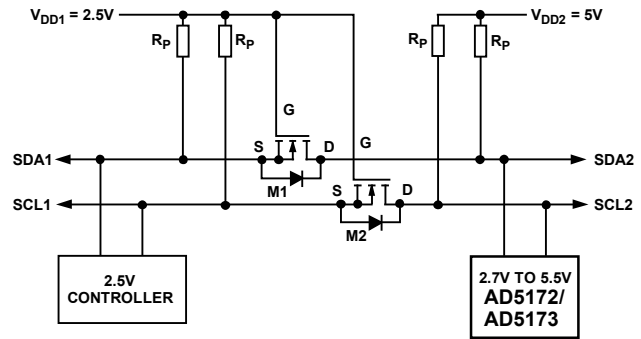 VDD1 = 2.5V
VDD2 = 5V
RP
RP
RP
RP
G
G
S
D
SDA1
SDA2
M1
S
D
SCL1
SCL2
M2
2.5V
CONTROLLER
2.7V TO 5.5V
AD5172/
AD5173